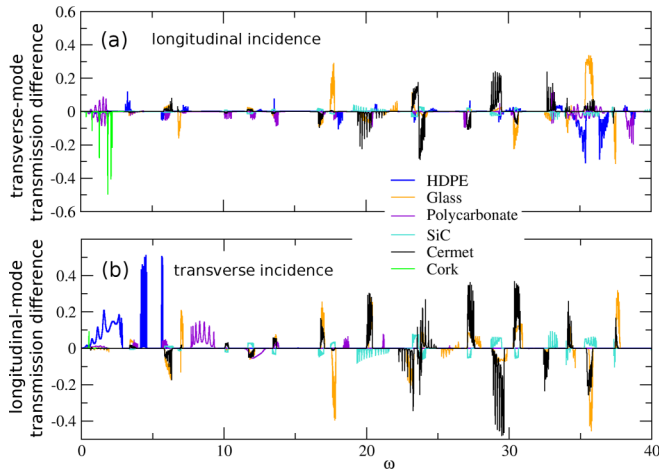 0.6
(a) longitudinal incidence
0.4
0.2
0
-0.2
-0.4
-0.6
transverse-mode
transmission difference
HDPE
Glass
Polycarbonate
SiC
Cermet
Cork
(b) transverse incidence
0.4
0.2
0
-0.2
-0.4
longitudinal-mode
transmission difference
0 10 20 30 40
ω